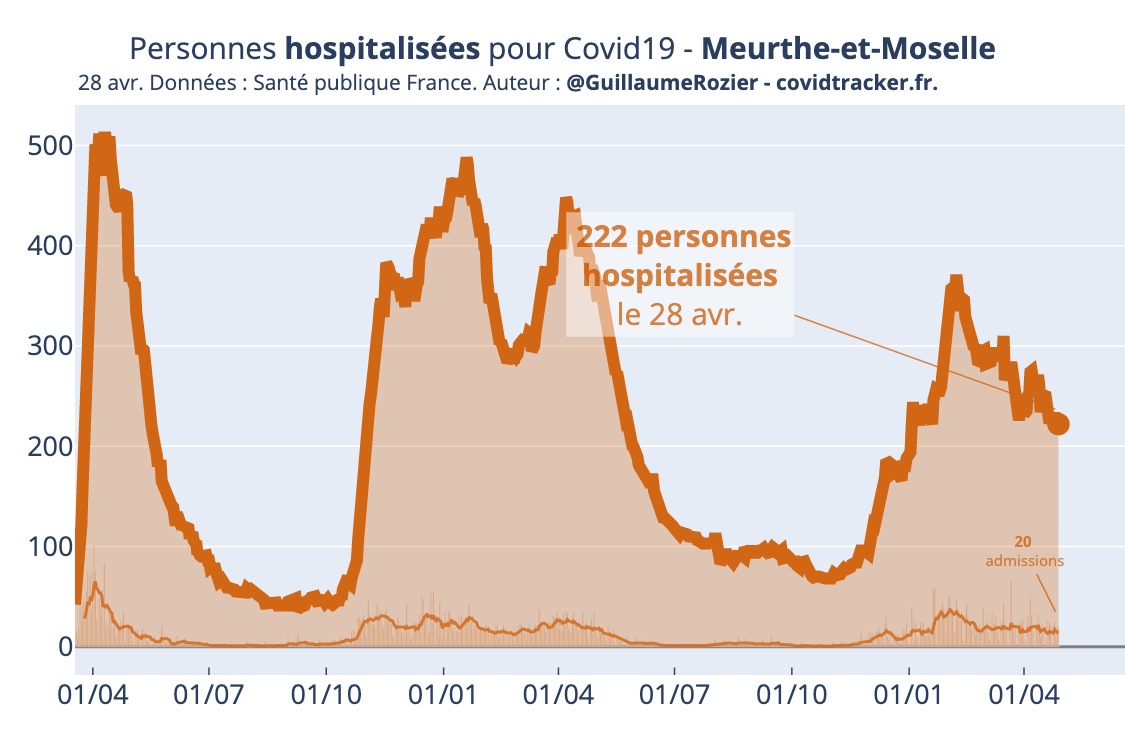 Personnes hospitalisées pour Covid19 - Meurthe-et-Moselle
28 avr. Données : Santé publique France. Auteur : @GuillaumeRozier - covidtracker.fr.
500
400
300
200
100
0
222 personnes
hospitalisées
le 28 avr.
20
admissions
01/04 01/07 01/10 01/01 01/04 01/07 01/10 01/01 01/04